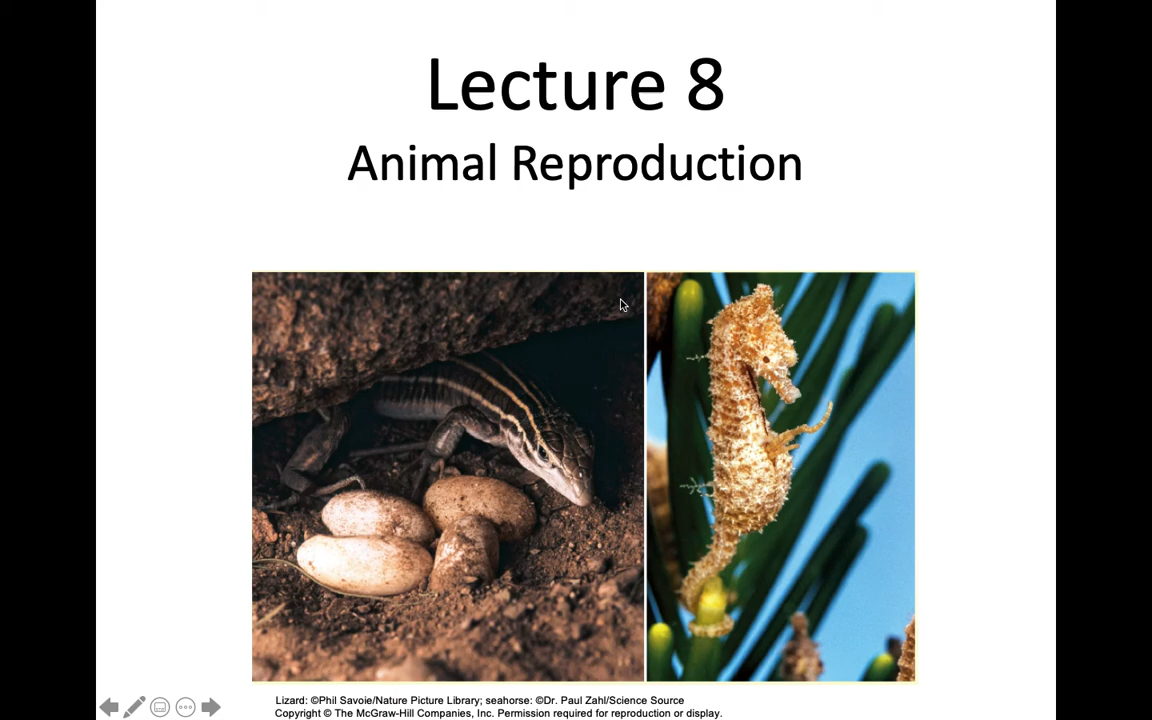 Lecture 8
Animal Reproduction
Lizard: ©Phil Savoie/Nature Picture Library; seahorse: ©Dr. Paul Zahl/Science Source
Copyright © The McGraw-Hill Companies, Inc. Permission required for reproduction or display.